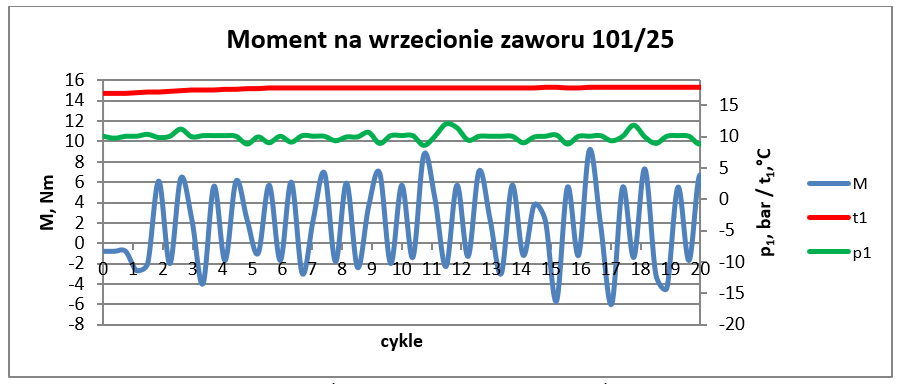 Moment na wrzecionie zaworu 101/25
16
14
12
10
8
6
4
2
0
-2
-4
-6
-8
M, Nm
0 1 2 3 4 5 6 7 8 9 10 11 12 13 14 15 16 17 18 19 20
cykle
15
10
5
0
-5
-10
-15
-20
p₁, bar / t₁,°C
M
t1
p1